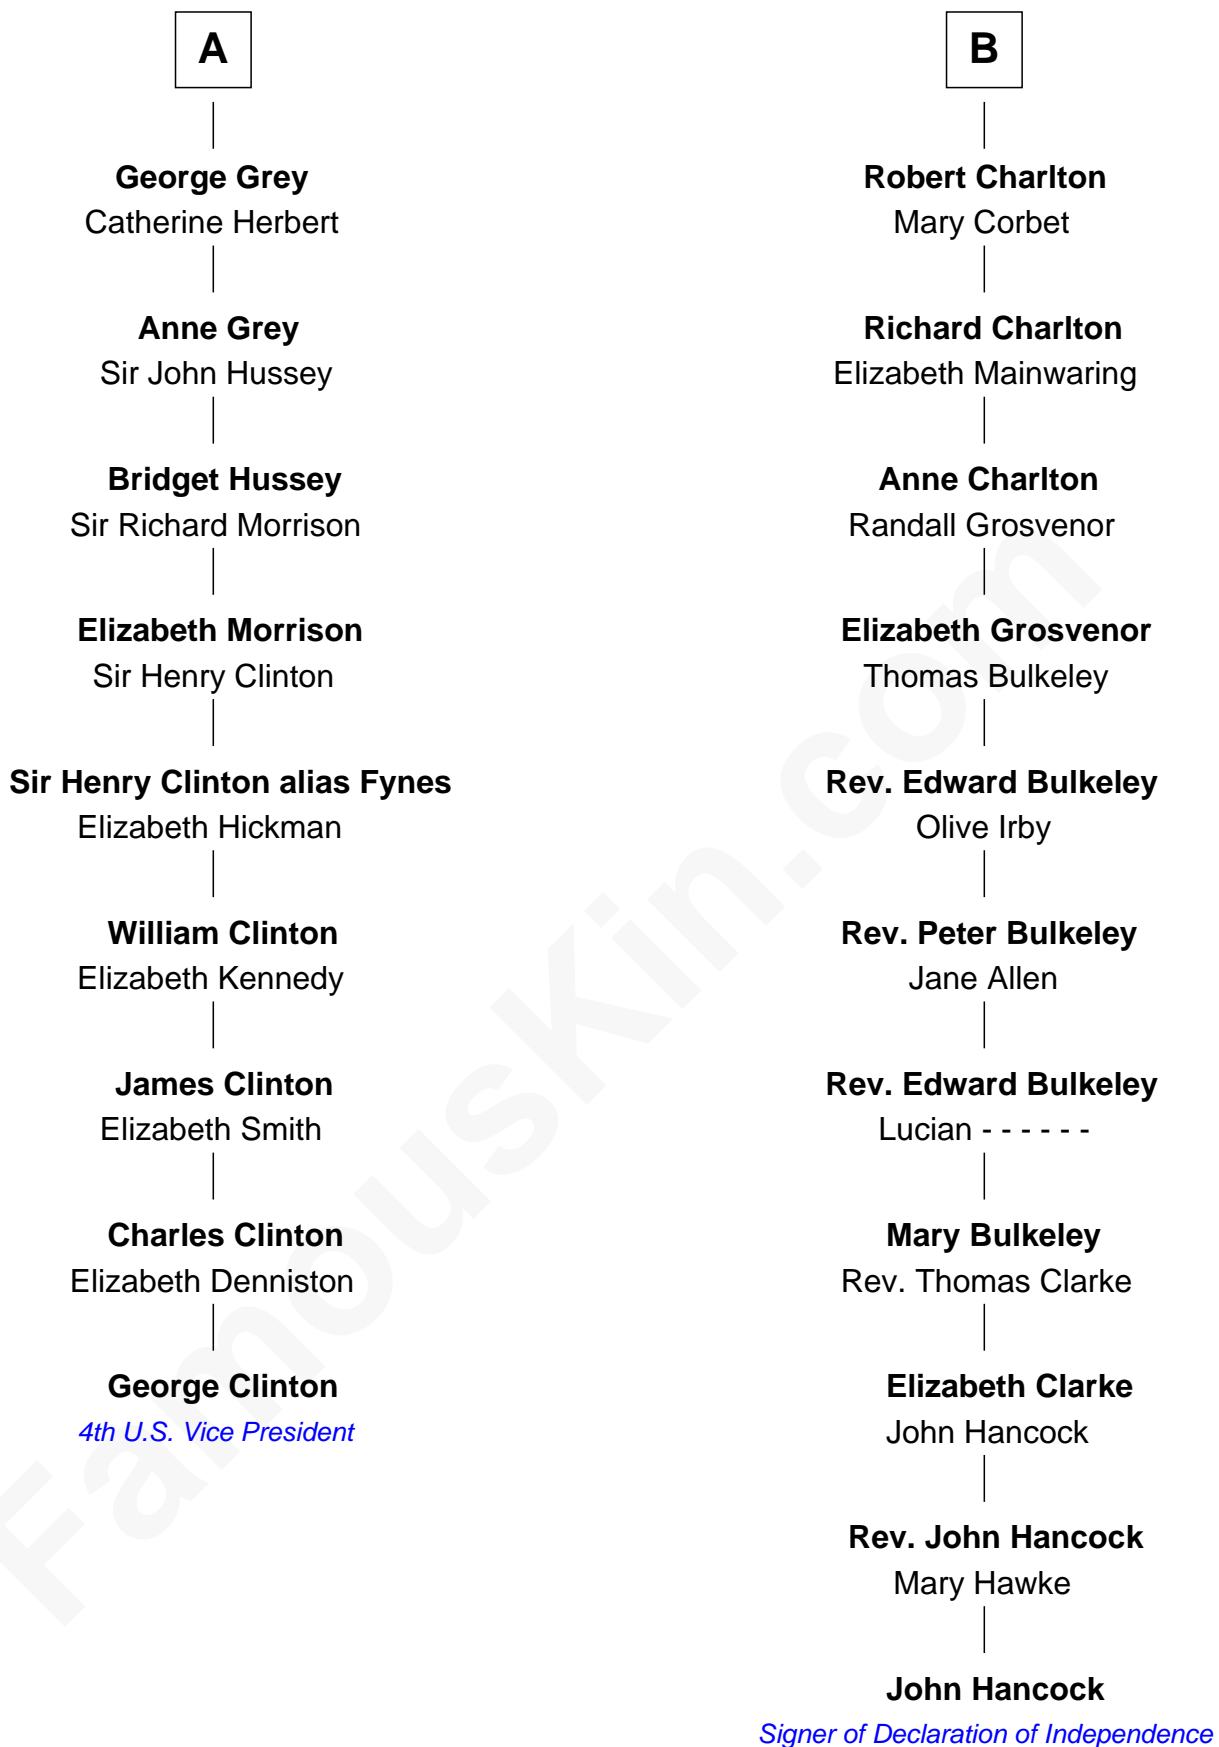 A
George Grey
Catherine Herbert
Anne Grey
Sir John Hussey
Bridget Hussey
Sir Richard Morrison
Elizabeth Morrison
Sir Henry Clinton
Sir Henry Clinton alias Fynes
Elizabeth Hickman
William Clinton
Elizabeth Kennedy
James Clinton
Elizabeth Smith
Charles Clinton
Elizabeth Denniston
George Clinton
4th U.S. Vice President
B
Robert Charlton
Mary Corbet
Richard Charlton
Elizabeth Mainwaring
Anne Charlton
Randall Grosvenor
Elizabeth Grosvenor
Thomas Bulkeley
Rev. Edward Bulkeley
Olive Irby
Rev. Peter Bulkeley
Jane Allen
Rev. Edward Bulkeley
Lucian - - - - - -
Mary Bulkeley
Rev. Thomas Clarke
Elizabeth Clarke
John Hancock
Rev. John Hancock
Mary Hawke
John Hancock
Signer of Declaration of Independence
FamousKin.com